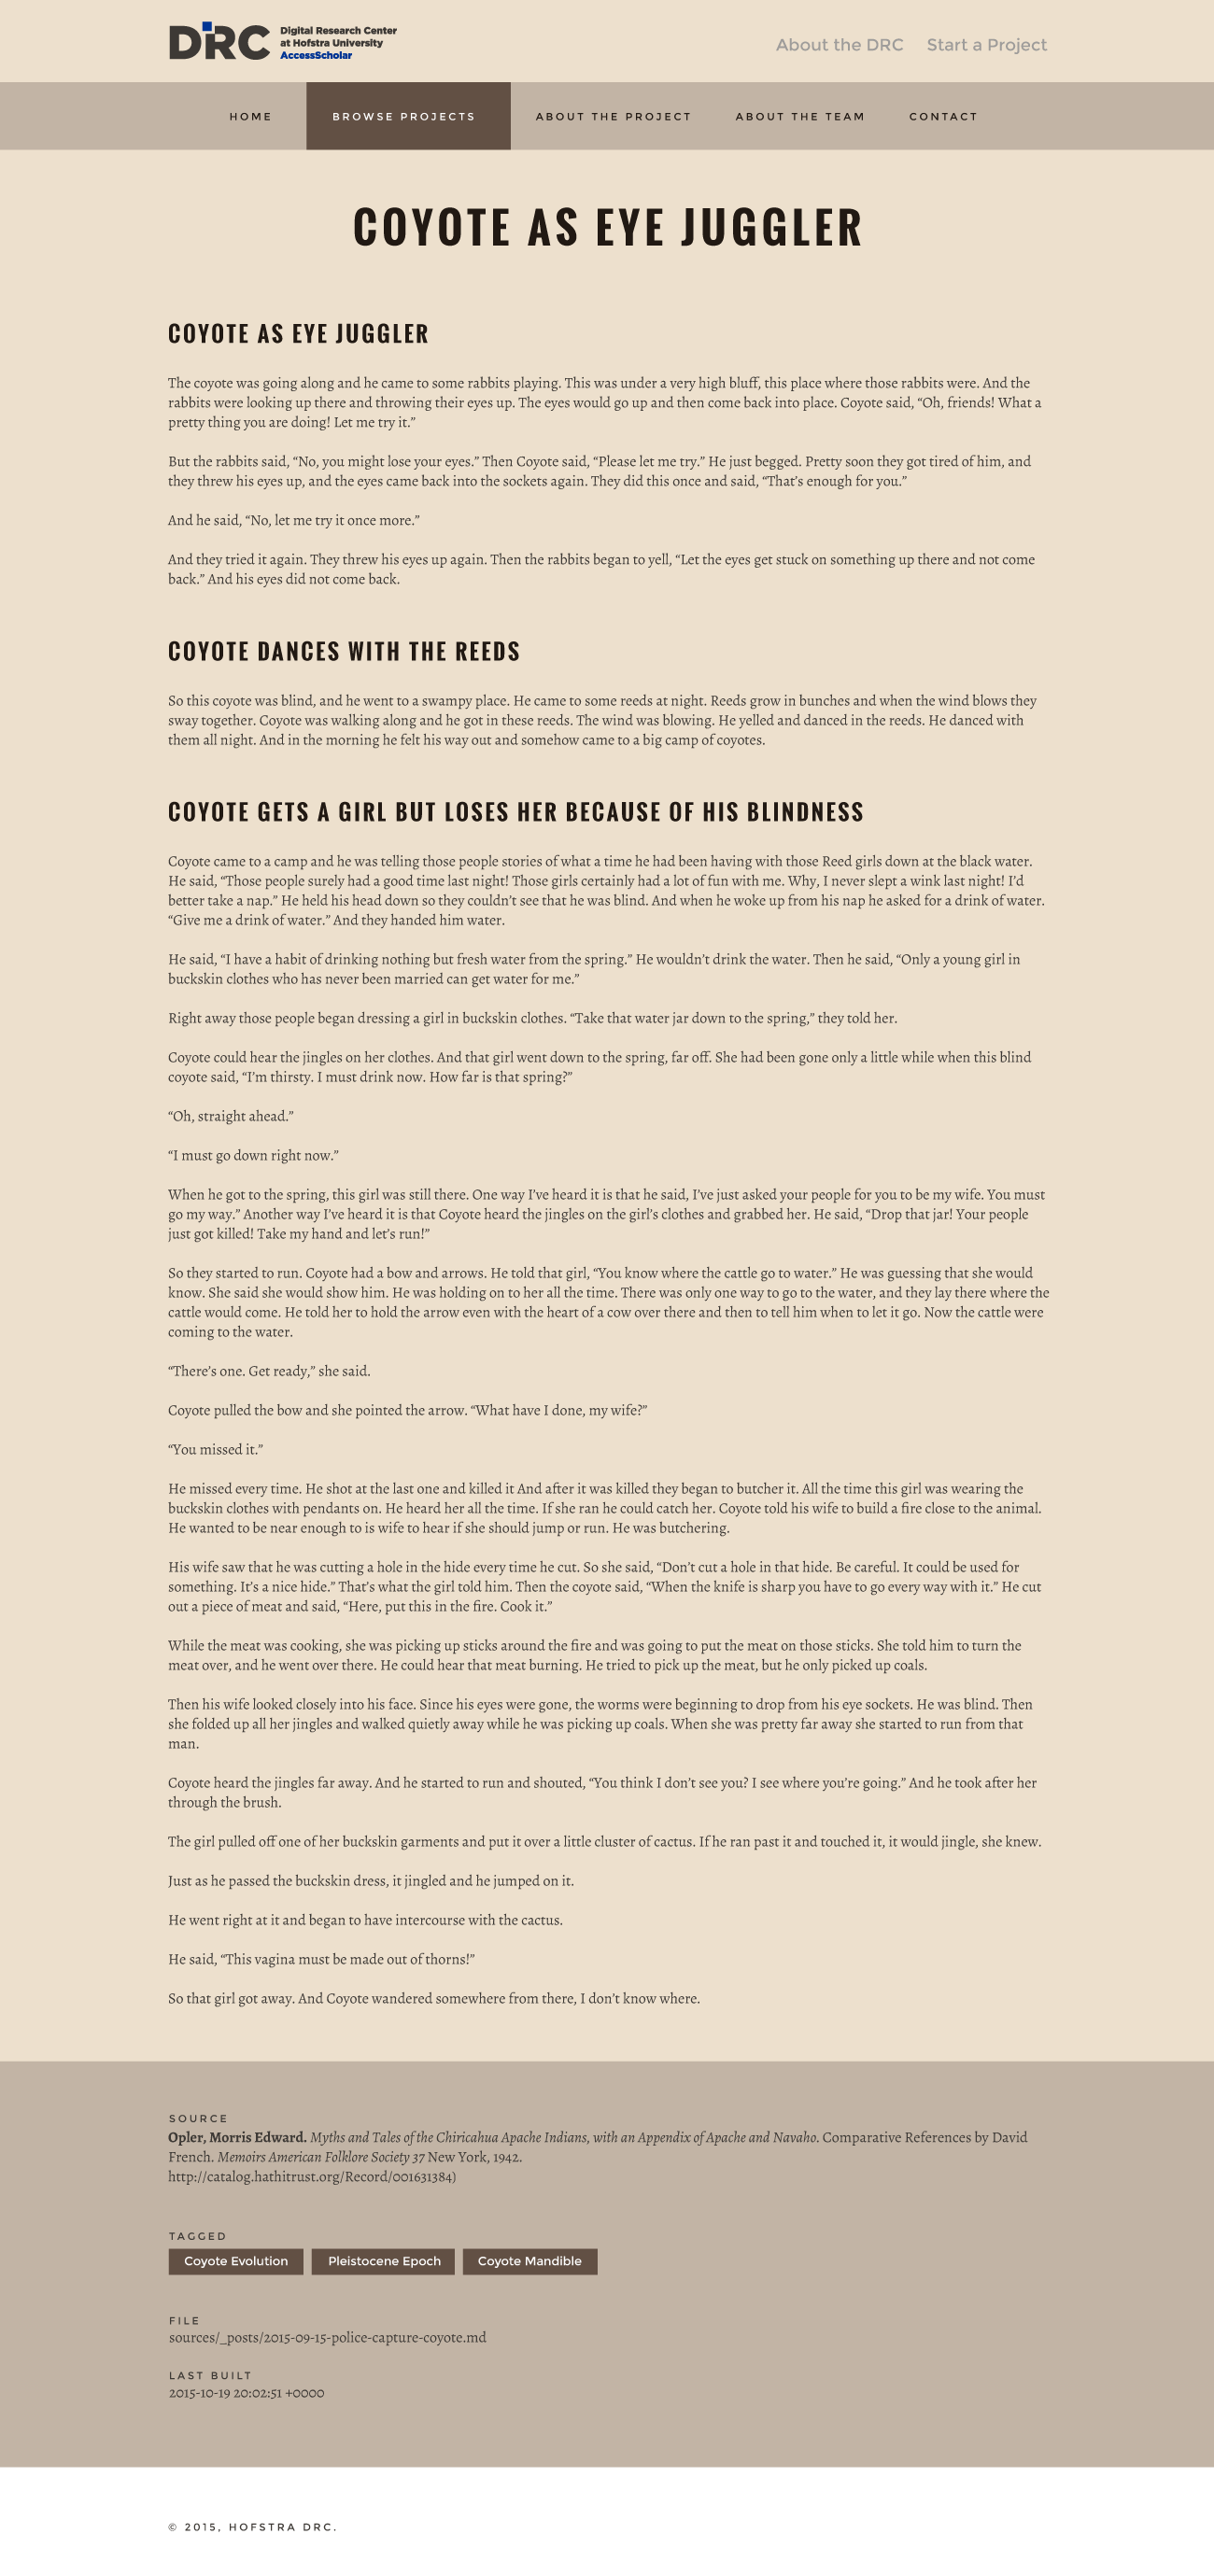 DRC
Digital Research Center
at Hofstra University
AccessScholar
About the DRC
Start a Project
HOME
BROWSE PROJECTS
ABOUT THE PROJECT
ABOUT THE TEAM
CONTACT
COYOTE AS EYE JUGGLER
COYOTE AS EYE JUGGLER
The coyote was going along and he came to some rabbits playing. This was under a very high bluff, this place where those rabbits were. And the
rabbits were looking up there and throwing their eyes up. The eyes would go up and then come back into place. Coyote said, “Oh, friends! What a
pretty thing you are doing! Let me try it.”
But the rabbits said, “No, you might lose your eyes.” Then Coyote said, “Please let me try.” He just begged. Pretty soon they got tired of him, and
they threw his eyes up, and the eyes came back into the sockets again. They did this once and said, “That’s enough for you.”
And he said, “No, let me try it once more.”
And they tried it again. They threw his eyes up again. Then the rabbits began to yell, “Let the eyes get stuck on something up there and not come
back.” And his eyes did not come back.
COYOTE DANCES WITH THE REEDS
So this coyote was blind, and he went to a swampy place. He came to some reeds at night. Reeds grow in bunches and when the wind blows they
sway together. Coyote was walking along and he got in these reeds. The wind was blowing. He yelled and danced in the reeds. He danced with
them all night. And in the morning he felt his way out and somehow came to a big camp of coyotes.
COYOTE GETS A GIRL BUT LOSES HER BECAUSE OF HIS BLINDNESS
Coyote came to a camp and he was telling those people stories of what a time he had been having with those Reed girls down at the black water.
He said, “Those people surely had a good time last night! Those girls certainly had a lot of fun with me. Why, I never slept a wink last night! I’d
better take a nap.” He held his head down so they couldn’t see that he was blind. And when he woke up from his nap he asked for a drink of water.
“Give me a drink of water.” And they handed him water.
He said, “I have a habit of drinking nothing but fresh water from the spring.” He wouldn’t drink the water. Then he said, “Only a young girl in
buckskin clothes who has never been married can get water for me.”
Right away those people began dressing a girl in buckskin clothes. “Take that water jar down to the spring,” they told her.
Coyote could hear the jingles on her clothes. And that girl went down to the spring, far off. She had been gone only a little while when this blind
coyote said, “I’m thirsty. I must drink now. How far is that spring?”
“Oh, straight ahead.”
“I must go down right now.”
When he got to the spring, this girl was still there. One way I’ve heard it is that he said, I’ve just asked your people for you to be my wife. You must
go my way.” Another way I’ve heard it is that Coyote heard the jingles on the girl’s clothes and grabbed her. He said, “Drop that jar! Your people
just got killed! Take my hand and let’s run!”
So they started to run. Coyote had a bow and arrows. He told that girl, “You know where the cattle go to water.” He was guessing that she would
know. She said she would show him. He was holding on to her all the time. There was only one way to go to the water, and they lay there where the
cattle would come. He told her to hold the arrow even with the heart of a cow over there and then to tell him when to let it go. Now the cattle were
coming to the water.
“There’s one. Get ready,” she said.
Coyote pulled the bow and she pointed the arrow. “What have I done, my wife?”
“You missed it.”
He missed every time. He shot at the last one and killed it And after it was killed they began to butcher it. All the time this girl was wearing the
buckskin clothes with pendants on. He heard her all the time. If she ran he could catch her. Coyote told his wife to build a fire close to the animal.
He wanted to be near enough to is wife to hear if she should jump or run. He was butchering.
His wife saw that he was cutting a hole in the hide every time he cut. So she said, “Don’t cut a hole in that hide. Be careful. It could be used for
something. It’s a nice hide.” That’s what the girl told him. Then the coyote said, “When the knife is sharp you have to go every way with it.” He cut
out a piece of meat and said, “Here, put this in the fire. Cook it.”
While the meat was cooking, she was picking up sticks around the fire and was going to put the meat on those sticks. She told him to turn the
meat over, and he went over there. He could hear that meat burning. He tried to pick up the meat, but he only picked up coals.
Then his wife looked closely into his face. Since his eyes were gone, the worms were beginning to drop from his eye sockets. He was blind. Then
she folded up all her jingles and walked quietly away while he was picking up coals. When she was pretty far away she started to run from that
man.
Coyote heard the jingles far away. And he started to run and shouted, “You think I don’t see you? I see where you’re going.” And he took after her
through the brush.
The girl pulled off one of her buckskin garments and put it over a little cluster of cactus. If he ran past it and touched it, it would jingle, she knew.
Just as he passed the buckskin dress, it jingled and he jumped on it.
He went right at it and began to have intercourse with the cactus.
He said, “This vagina must be made out of thorns!”
So that girl got away. And Coyote wandered somewhere from there, I don’t know where.
SOURCE
Opler, Morris Edward. Myths and Tales of the Chiricahua Apache Indians, with an Appendix of Apache and Navaho. Comparative References by David
French. Memoirs American Folklore Society 37 New York, 1942.
http://catalog.hathitrust.org/Record/001631384)
TAGGED
Coyote Evolution
Pleistocene Epoch
Coyote Mandible
FILE
sources/_posts/2015-09-15-police-capture-coyote.md
LAST BUILT
2015-10-19 20:02:51 +0000
© 2015, HOFSTRA DRC.